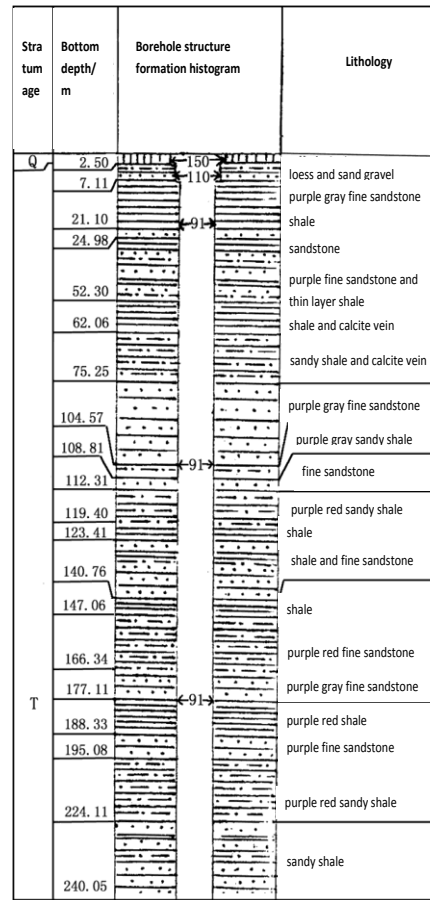 Stra
tum
age
Bottom
depth/
m
Borehole structure
formation histogram
Lithology
Q
2.50
150
loess and sand gravel
7.11
110
purple gray fine sandstone
21.10
91
shale
24.98
sandstone
52.30
purple fine sandstone and
thin layer shale
62.06
shale and calcite vein
75.25
sandy shale and calcite vein
104.57
purple gray fine sandstone
108.81
91
purple gray sandy shale
112.31
fine sandstone
119.40
purple red sandy shale
123.41
shale
140.76
shale and fine sandstone
147.06
shale
166.34
purple red fine sandstone
177.11
91
purple gray fine sandstone
T
188.33
purple red shale
195.08
purple fine sandstone
224.11
purple red sandy shale
240.05
sandy shale